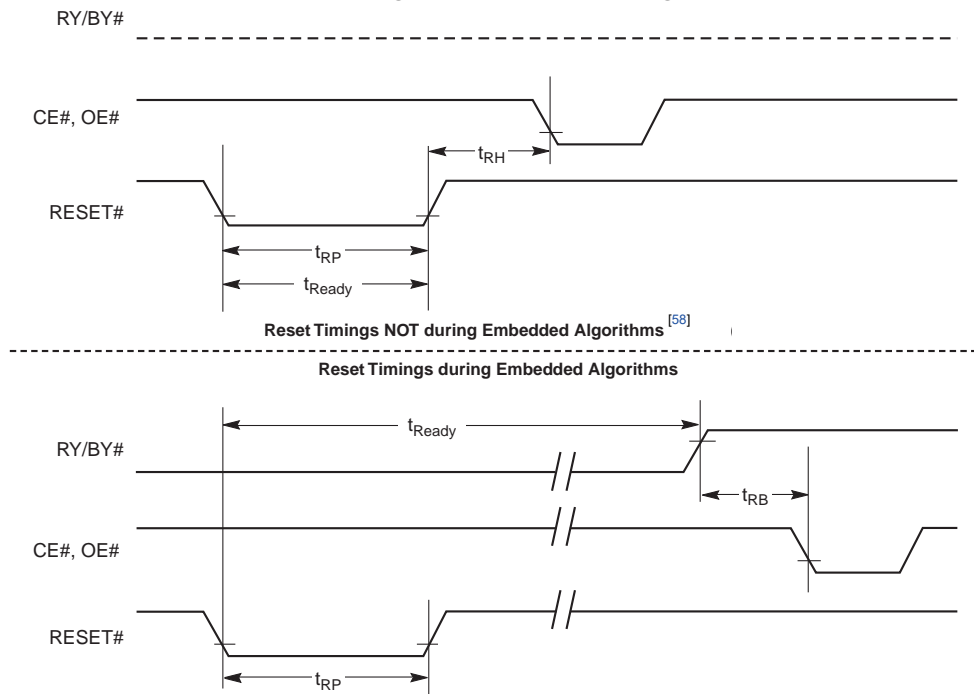 RY/BY#
CE#, OE#
tRH
RESET#
tRP
tReady
Reset Timings NOT during Embedded Algorithms [58]
Reset Timings during Embedded Algorithms
tReady
RY/BY#
tRB
CE#, OE#
RESET#
tRP